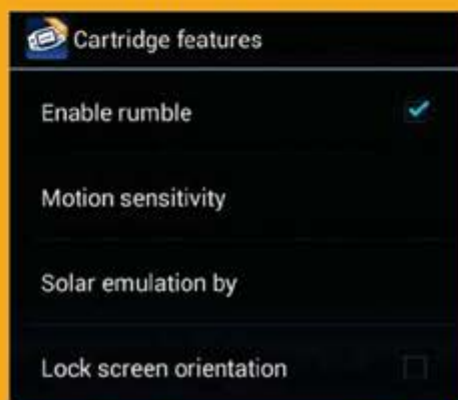 Cartridge features
Enable rumble
Motion sensitivity
Solar emulation by
Lock screen orientation